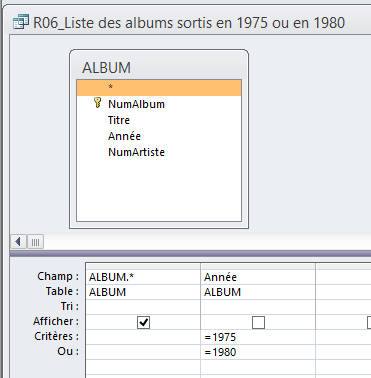 R06_Liste des albums sortis en 1975 ou en 1980
ALBUM
*
NumAlbum
Titre
Année
NumArtiste
Champ : ALBUM.* Année
Table : ALBUM ALBUM
Tri :
Afficher :
Critères : =1975
Ou : =1980